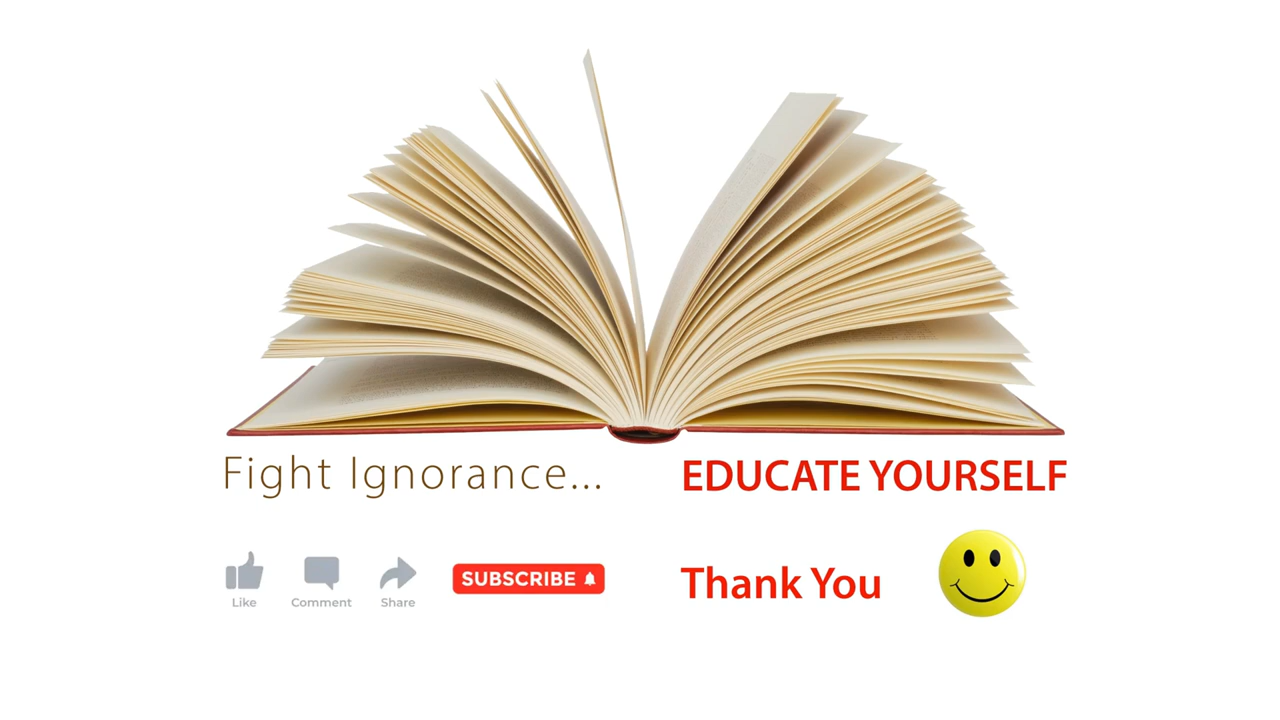 Fight Ignorance...
EDUCATE YOURSELF
Like
Comment
Share
SUBSCRIBE
Thank You